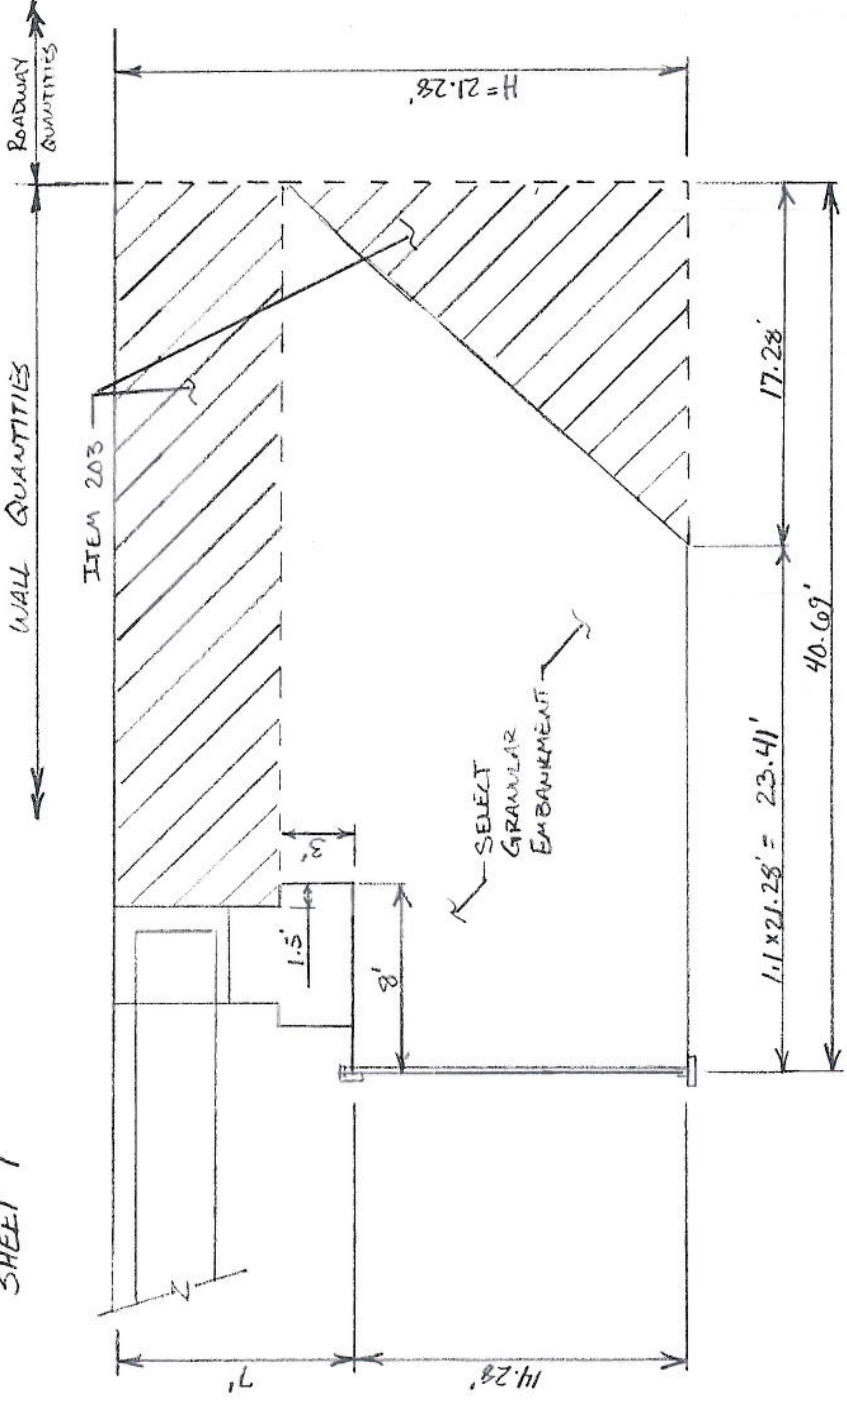 SHEET 1
WALL QUANTITIES
ROADWAY
QUANTITIES
ITEM 203
7'
14.28'
H = 21.28'
3'
1.5'
8'
SELECT
GRANULAR
EMBANKMENT
1.1 x 21.28' = 23.41'
17.28'
40.69'